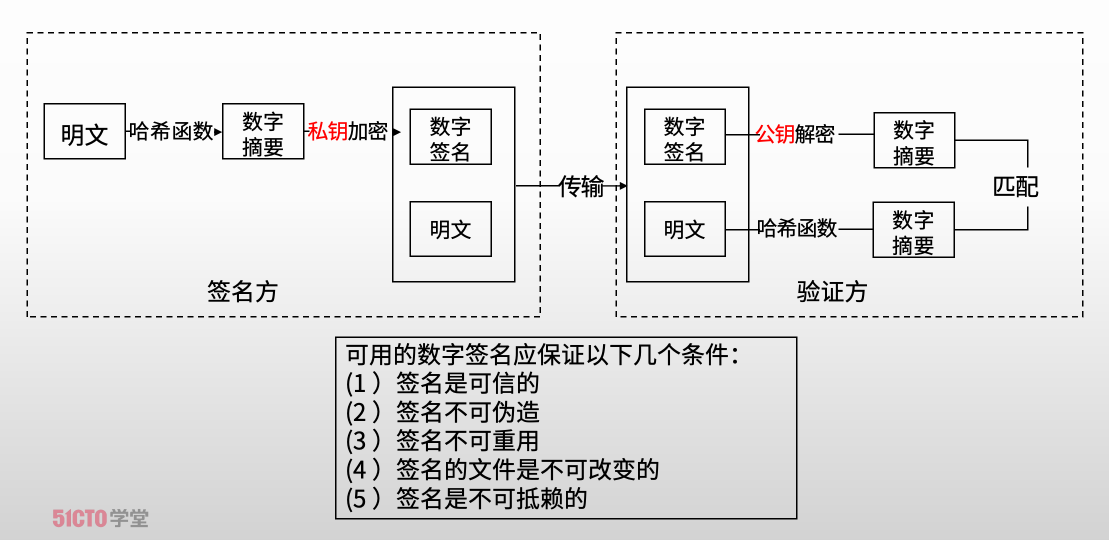 明文
哈希函数
数字
摘要
私钥加密
数字
签名
明文
签名方
传输
数字
签名
公钥解密
数字
摘要
明文
哈希函数
数字
摘要
匹配
验证方
可用的数字签名应保证以下几个条件：
(1 ）签名是可信的
(2 ）签名不可伪造
(3 ）签名不可重用
(4 ）签名的文件是不可改变的
(5 ）签名是不可抵赖的
51CTO学堂